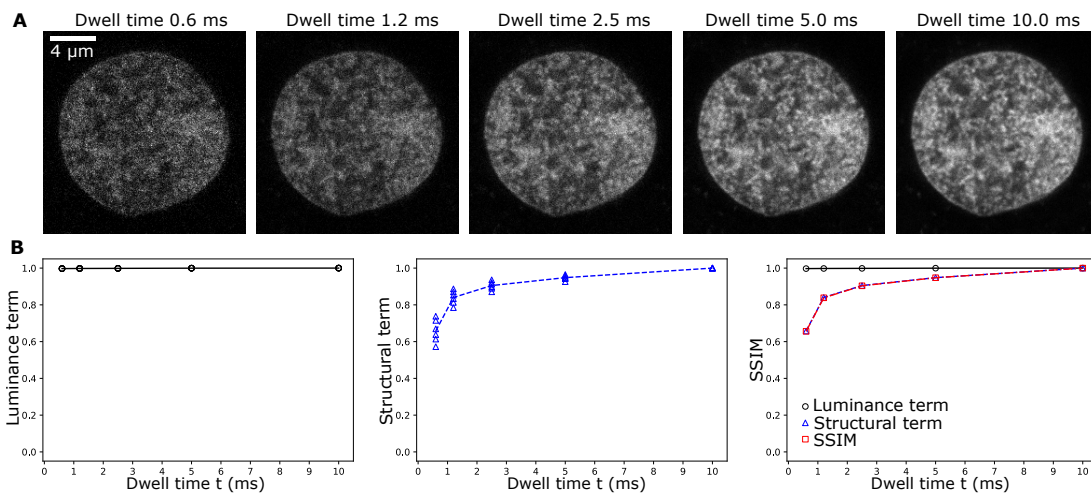 A
Dwell time 0.6 ms
Dwell time 1.2 ms
Dwell time 2.5 ms
Dwell time 5.0 ms
Dwell time 10.0 ms
4 µm
B
Luminance term
1.0
0.8
0.6
0.4
0.2
0.0
0 1 2 3 4 5 6 7 8 9 10
Dwell time t (ms)
Structural term
1.0
0.8
0.6
0.4
0.2
0.0
0 1 2 3 4 5 6 7 8 9 10
Dwell time t (ms)
SSIM
1.0
0.8
0.6
0.4
0.2
0.0
Luminance term
Structural term
SSIM
0 1 2 3 4 5 6 7 8 9 10
Dwell time t (ms)